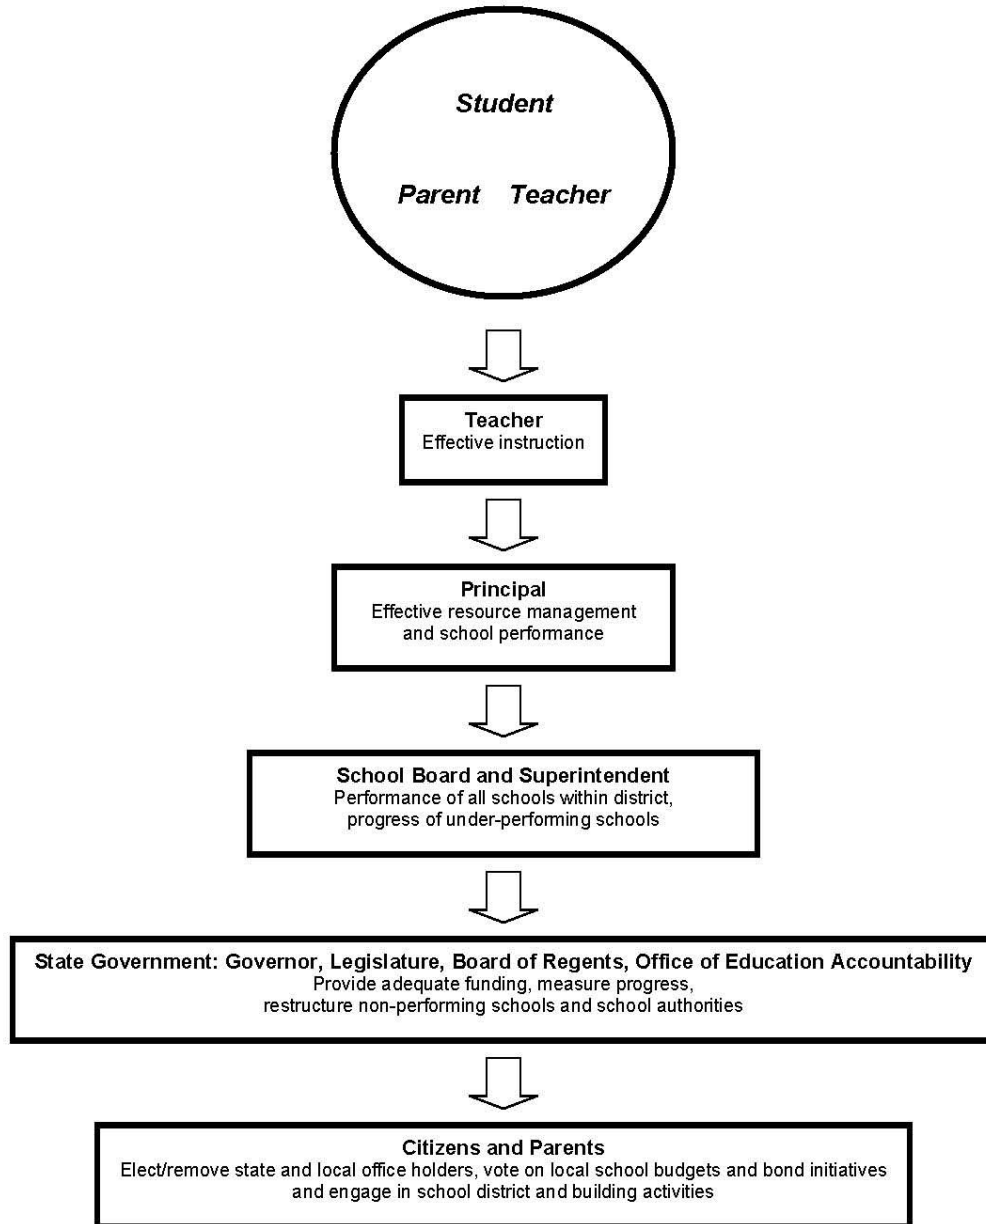 Student
Parent Teacher
Teacher
Effective instruction
Principal
Effective resource management
and school performance
School Board and Superintendent
Performance of all schools within district,
progress of under-performing schools
State Government: Governor, Legislature, Board of Regents, Office of Education Accountability
Provide adequate funding, measure progress,
restructure non-performing schools and school authorities
Citizens and Parents
Elect/remove state and local office holders, vote on local school budgets and bond initiatives
and engage in school district and building activities